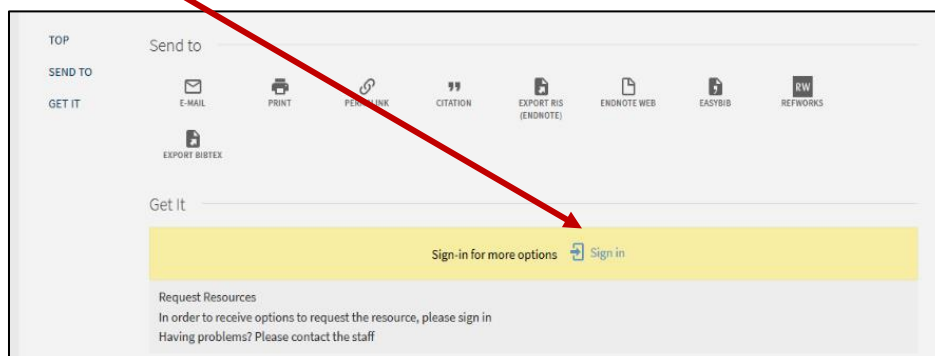 TOP
SEND TO
GET IT
Send to
E-MAIL
PRINT
CITATION
EXPORT RIS
(ENDNOTE)
ENDNOTE WEB
EASYBIB
RW
REFWORKS
EXPORT BIBTEX
Get It
Sign-in for more options Sign in
Request Resources
In order to receive options to request the resource, please sign in
Having problems? Please contact the staff